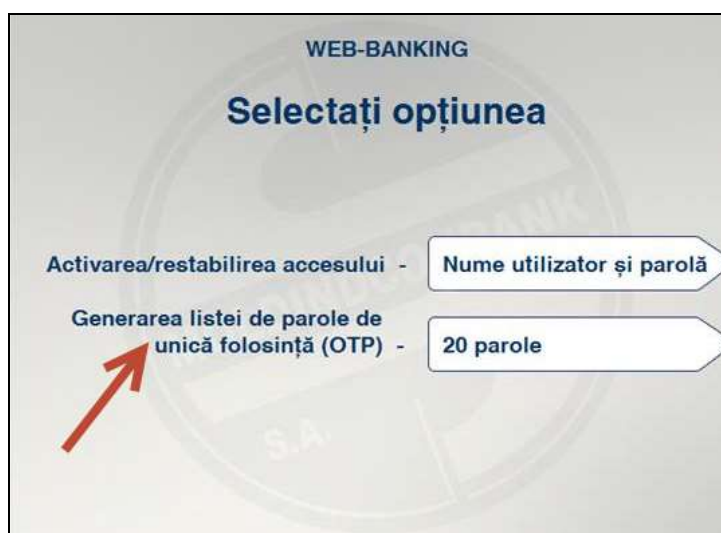 WEB-BANKING
Selectați opțiunea
Activarea/restabilirea accesului - Nume utilizator și parolă
Generarea listei de parole de
unică folosință (OTP) - 20 parole
S.A.